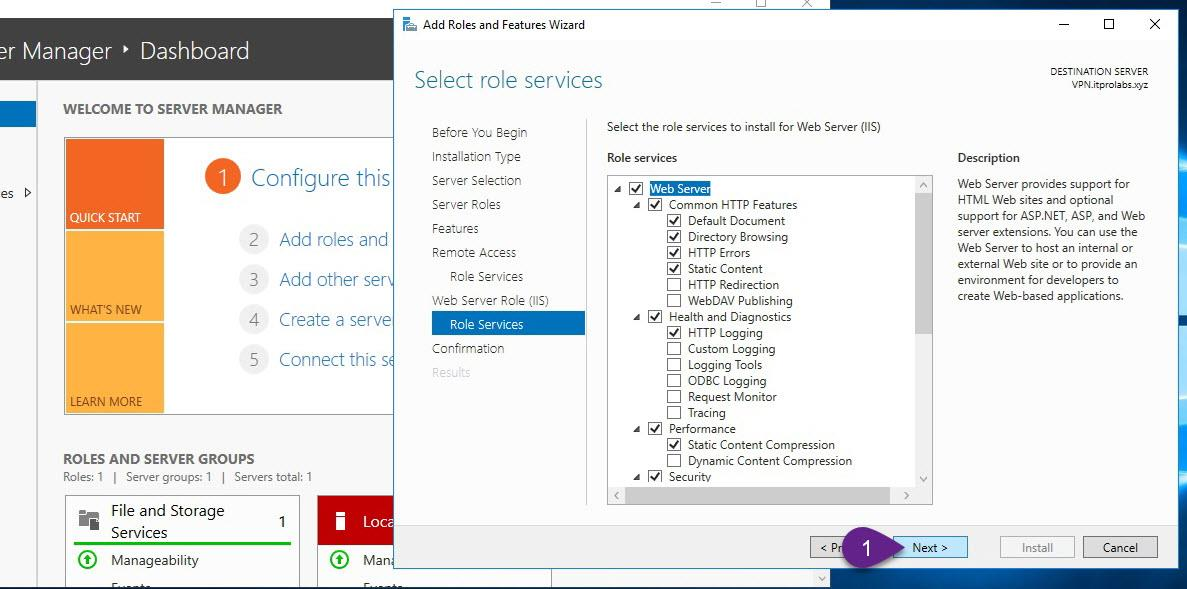 er Manager ‣ Dashboard
es
WELCOME TO SERVER MANAGER
QUICK START
WHAT'S NEW
LEARN MORE
1 Configure this
2 Add roles and
3 Add other serv
4 Create a serve
5 Connect this se
ROLES AND SERVER GROUPS
Roles: 1 | Server groups: 1 | Servers total: 1
File and Storage
Services
1
Manageability
Events
Loca
Man
Add Roles and Features Wizard
Select role services
DESTINATION SERVER
VPN.itprolabs.xyz
Before You Begin
Installation Type
Server Selection
Server Roles
Features
Remote Access
Role Services
Web Server Role (IIS)
Role Services
Confirmation
Results
Select the role services to install for Web Server (IIS)
Role services
Web Server
Common HTTP Features
Default Document
Directory Browsing
HTTP Errors
Static Content
HTTP Redirection
WebDAV Publishing
Health and Diagnostics
HTTP Logging
Custom Logging
Logging Tools
ODBC Logging
Request Monitor
Tracing
Performance
Static Content Compression
Dynamic Content Compression
Security
Description
Web Server provides support for
HTML Web sites and optional
support for ASP.NET, ASP, and Web
server extensions. You can use the
Web Server to host an internal or
external Web site or to provide an
environment for developers to
create Web-based applications.
< Pr
1
Next >
Install
Cancel